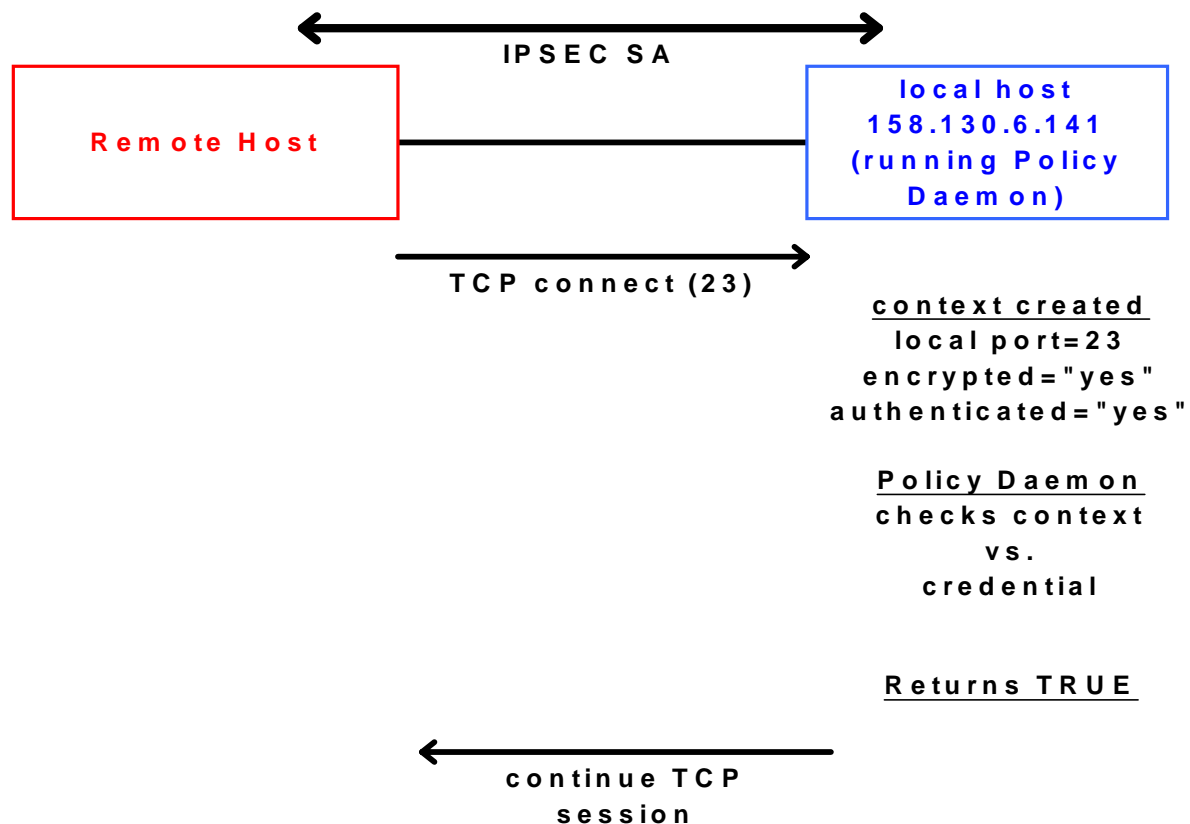 IPSEC SA
Remote Host
local host
158.130.6.141
(running Policy
Daemon)
TCP connect (23)
context created
local port=23
encrypted="yes"
authenticated="yes"
Policy Daemon
checks context
vs.
credential
Returns TRUE
continue TCP
session